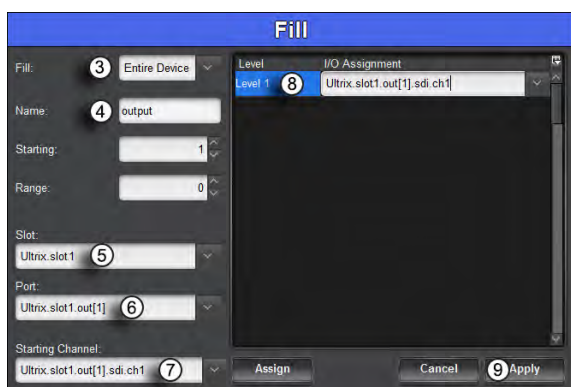 Fill
Fill: 3 Entire Device
Name: 4 output
Starting: 1
Range: 0
Slot:
Ultrix.slot1 5
Port:
Ultrix.slot1.out[1] 6
Starting Channel:
Ultrix.slot1.out[1].sdi.ch1 7
Level I/O Assignment
Level 1 8 Ultrix.slot1.out[1].sdi.ch1
Assign Cancel 9 Apply